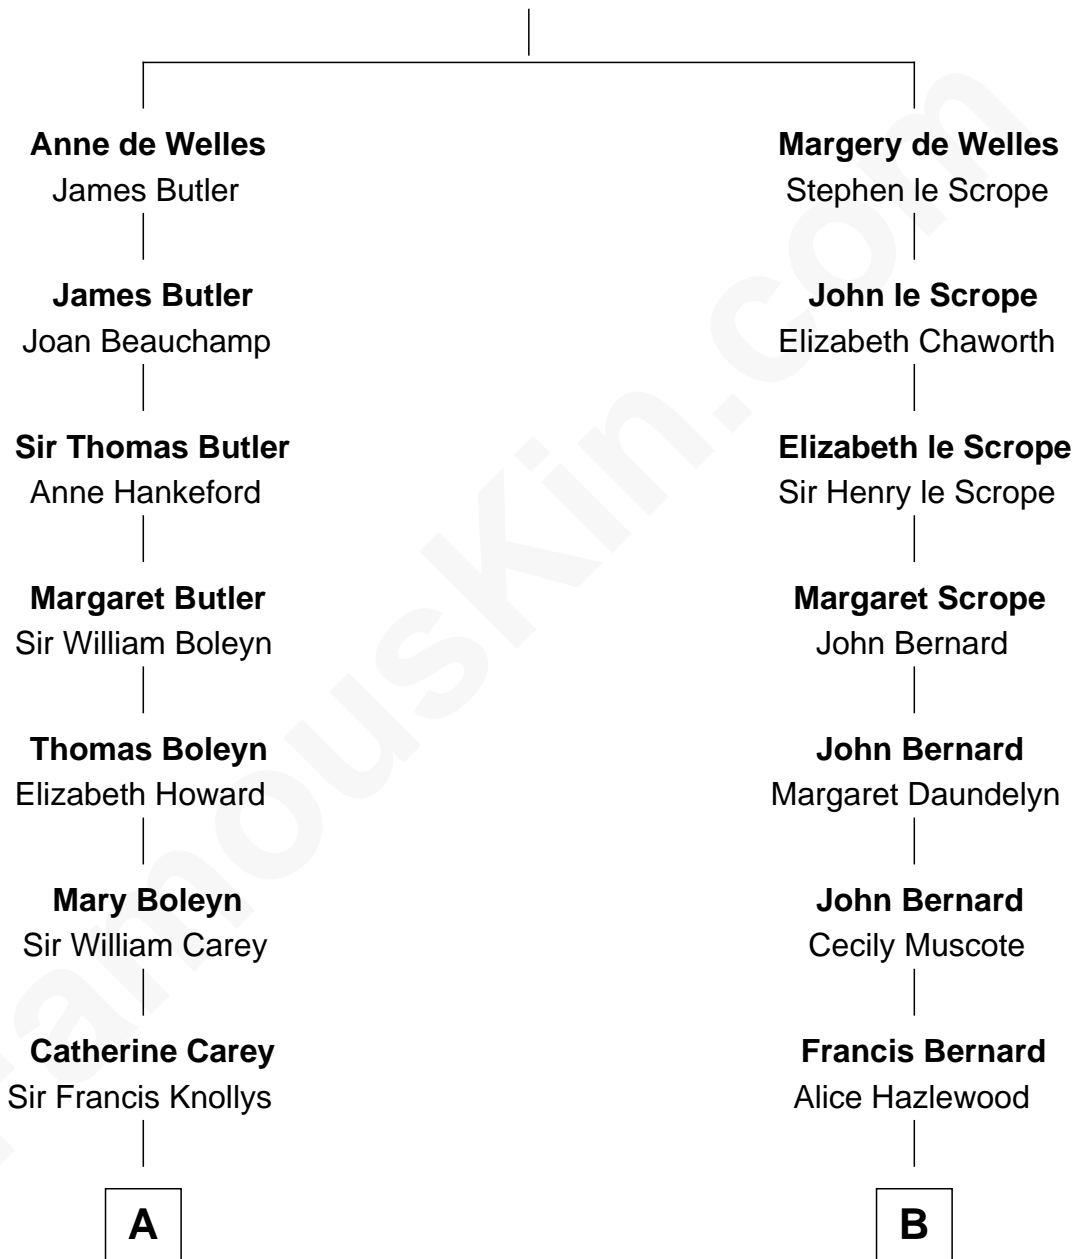 Anne de Welles
James Butler
James Butler
Joan Beauchamp
Sir Thomas Butler
Anne Hankeford
Margaret Butler
Sir William Boleyn
Thomas Boleyn
Elizabeth Howard
Mary Boleyn
Sir William Carey
Catherine Carey
Sir Francis Knollys
A
Margery de Welles
Stephen le Scrope
John le Scrope
Elizabeth Chaworth
Elizabeth le Scrope
Sir Henry le Scrope
Margaret Scrope
John Bernard
John Bernard
Margaret Daundelyn
John Bernard
Cecily Muscote
Francis Bernard
Alice Hazlewood
B
FamousKin.com